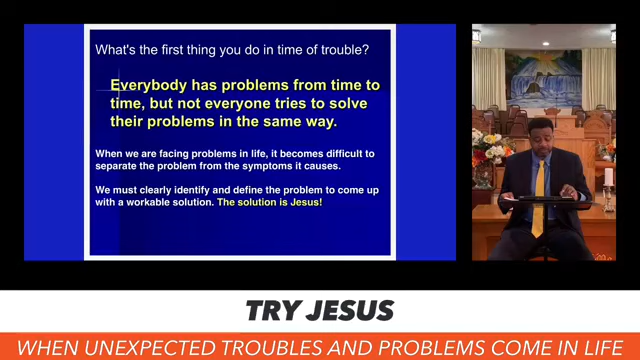 What's the first thing you do in time of trouble?
Everybody has problems from time to
time, but not everyone tries to solve
their problems in the same way.
When we are facing problems in life, it becomes difficult to
separate the problem from the symptoms it causes.
We must clearly identify and define the problem to come up
with a workable solution. The solution is Jesus!
TRY JESUS
WHEN UNEXPECTED TROUBLES AND PROBLEMS COME IN LIFE